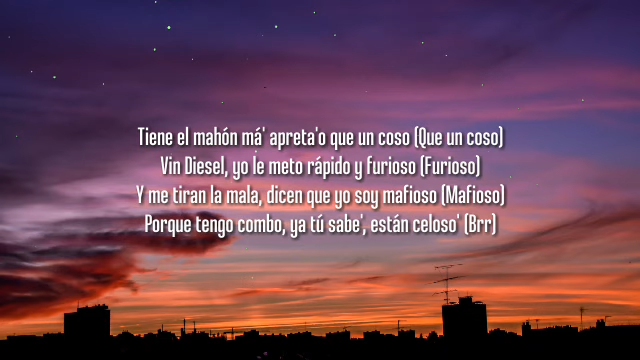 Tiene el mahón má' apreta'o que un coso (Que un coso)
Vin Diesel, yo le meto rápido y furioso (Furioso)
Y me tiran la mala, dicen que yo soy mafioso (Mafioso)
Porque tengo combo, ya tú sabe', están celoso' (Brr)